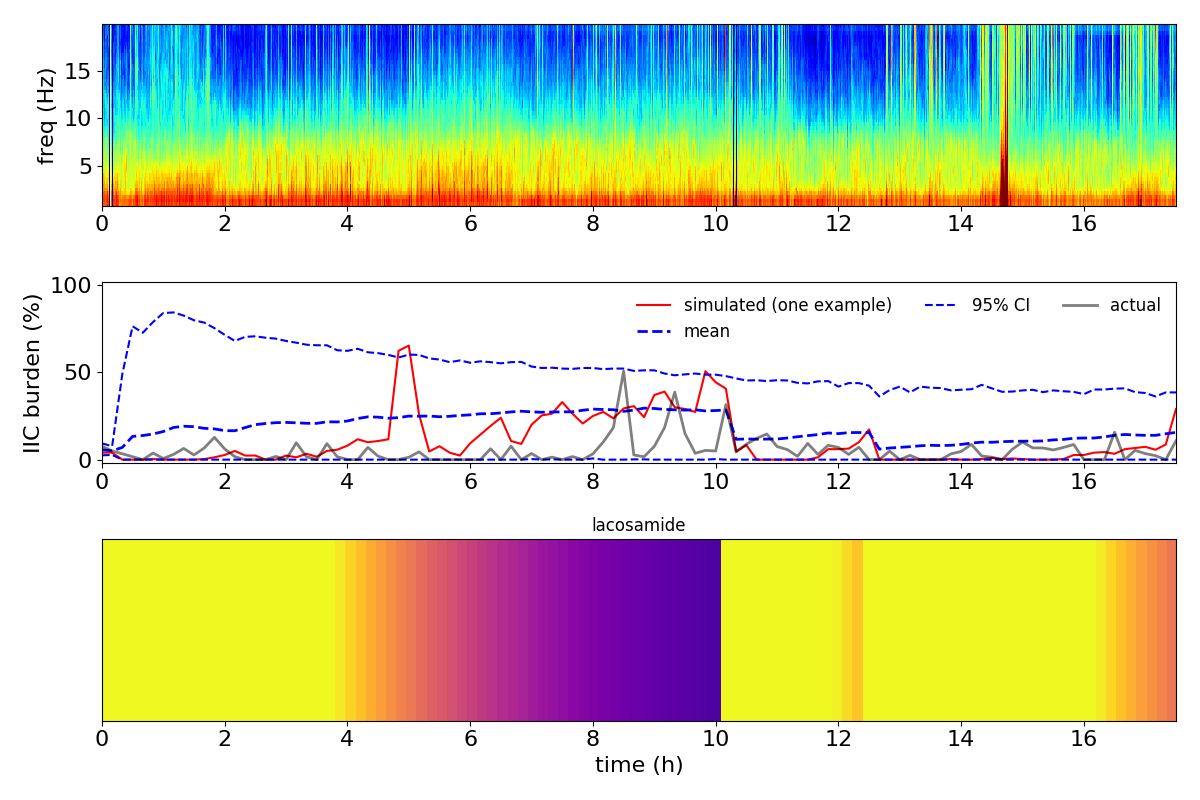 freq (Hz)
15
10
5
0 2 4 6 8 10 12 14 16
IIC burden (%)
100
50
0
simulated (one example)
mean
95% CI
actual
0 2 4 6 8 10 12 14 16
lacosamide
0 2 4 6 8 10 12 14 16
time (h)